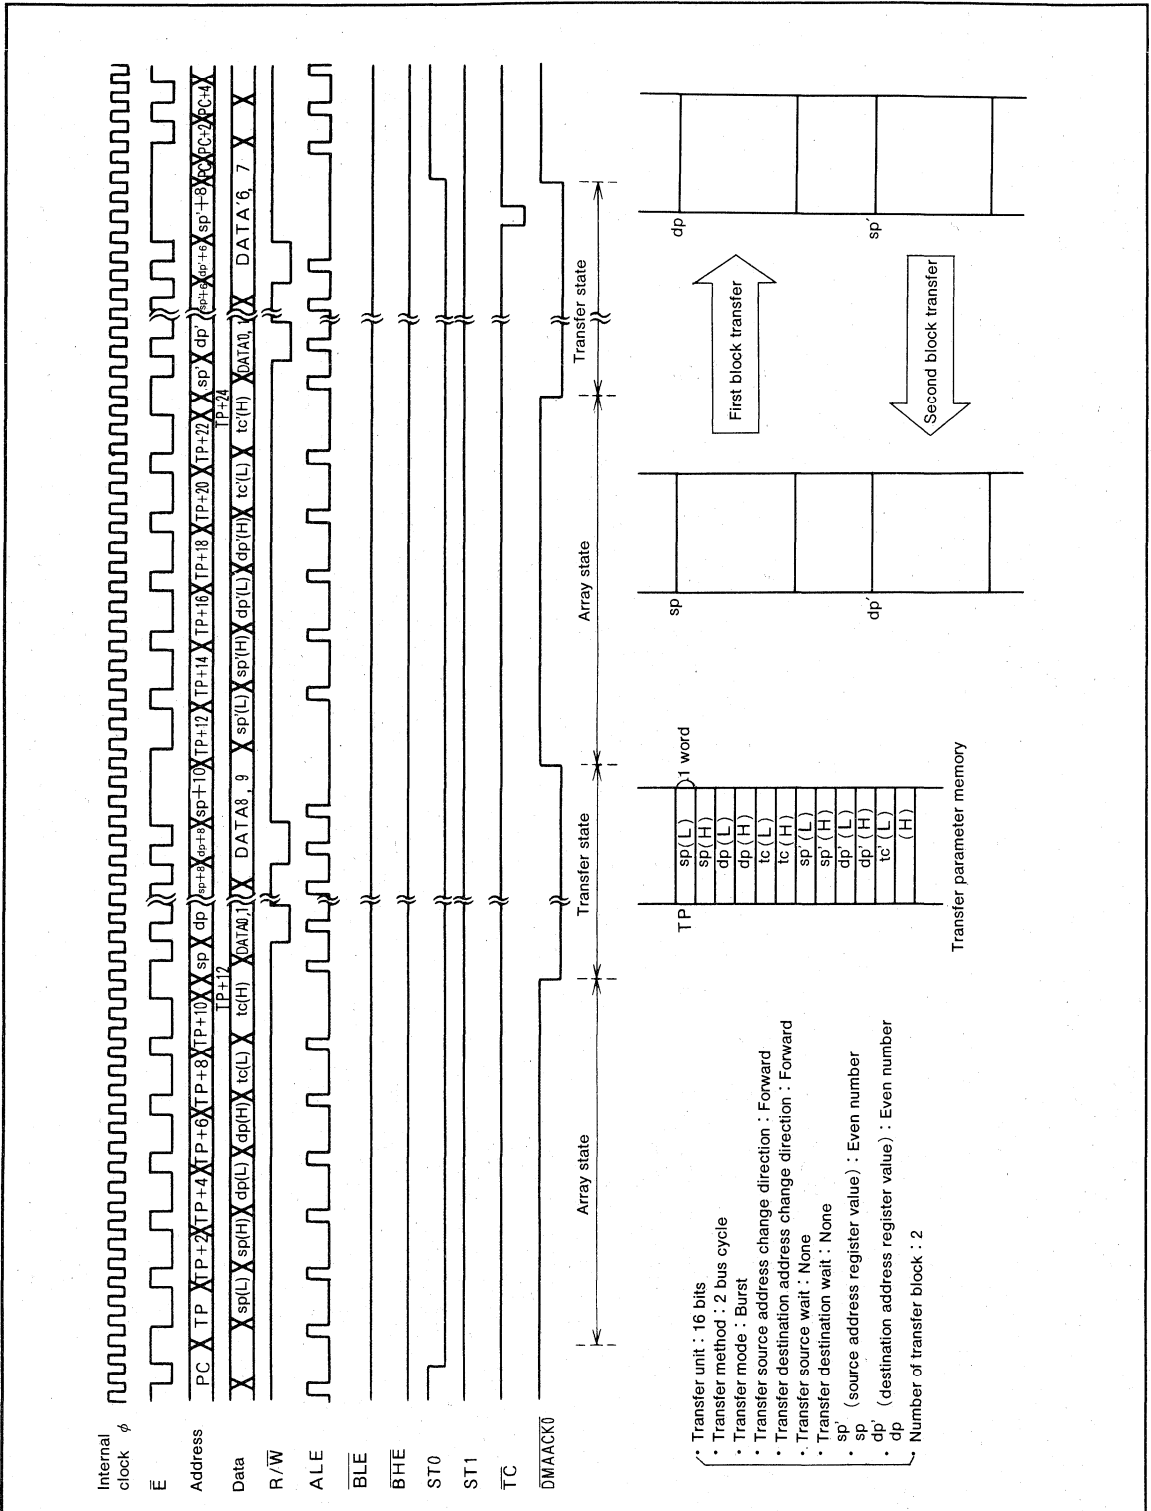 Internal clock φ
E
Address
PC TP TP+2 TP+4 TP+6 TP+8 TP+10 TP+12 sp dp sp+8 dp+8 sp+10 TP+12 TP+14 TP+16 TP+18 TP+20 TP+22 TP+24 sp' dp' sp'+6 dp'+6 sp'+8 PC PC+2 PC+4
Data
sp(L) sp(H) dp(L) dp(H) tc(L) tc(H) DATA0,1 DATA8, 9 sp'(L) sp'(H) dp'(L) dp'(H) tc'(L) tc'(H) DATA0,1 DATA'6, 7
R/W
ALE
BLE
BHE
ST0
ST1
TC
DMACK0
Array state
Transfer state
Array state
Transfer state
· Transfer unit : 16 bits
· Transfer method : 2 bus cycle
· Transfer mode : Burst
· Transfer source address change direction : Forward
· Transfer destination address change direction : Forward
· Transfer source wait : None
· Transfer destination wait : None
· sp' sp (source address register value) : Even number
· dp' dp (destination address register value) : Even number
· Number of transfer block : 2
TP
1 word
sp(L)
sp(H)
dp(L)
dp(H)
tc(L)
tc(H)
sp'(L)
sp'(H)
dp'(L)
dp'(H)
tc'(L)
(H)
Transfer parameter memory
sp
dp'
First block transfer
Second block transfer
dp
sp'